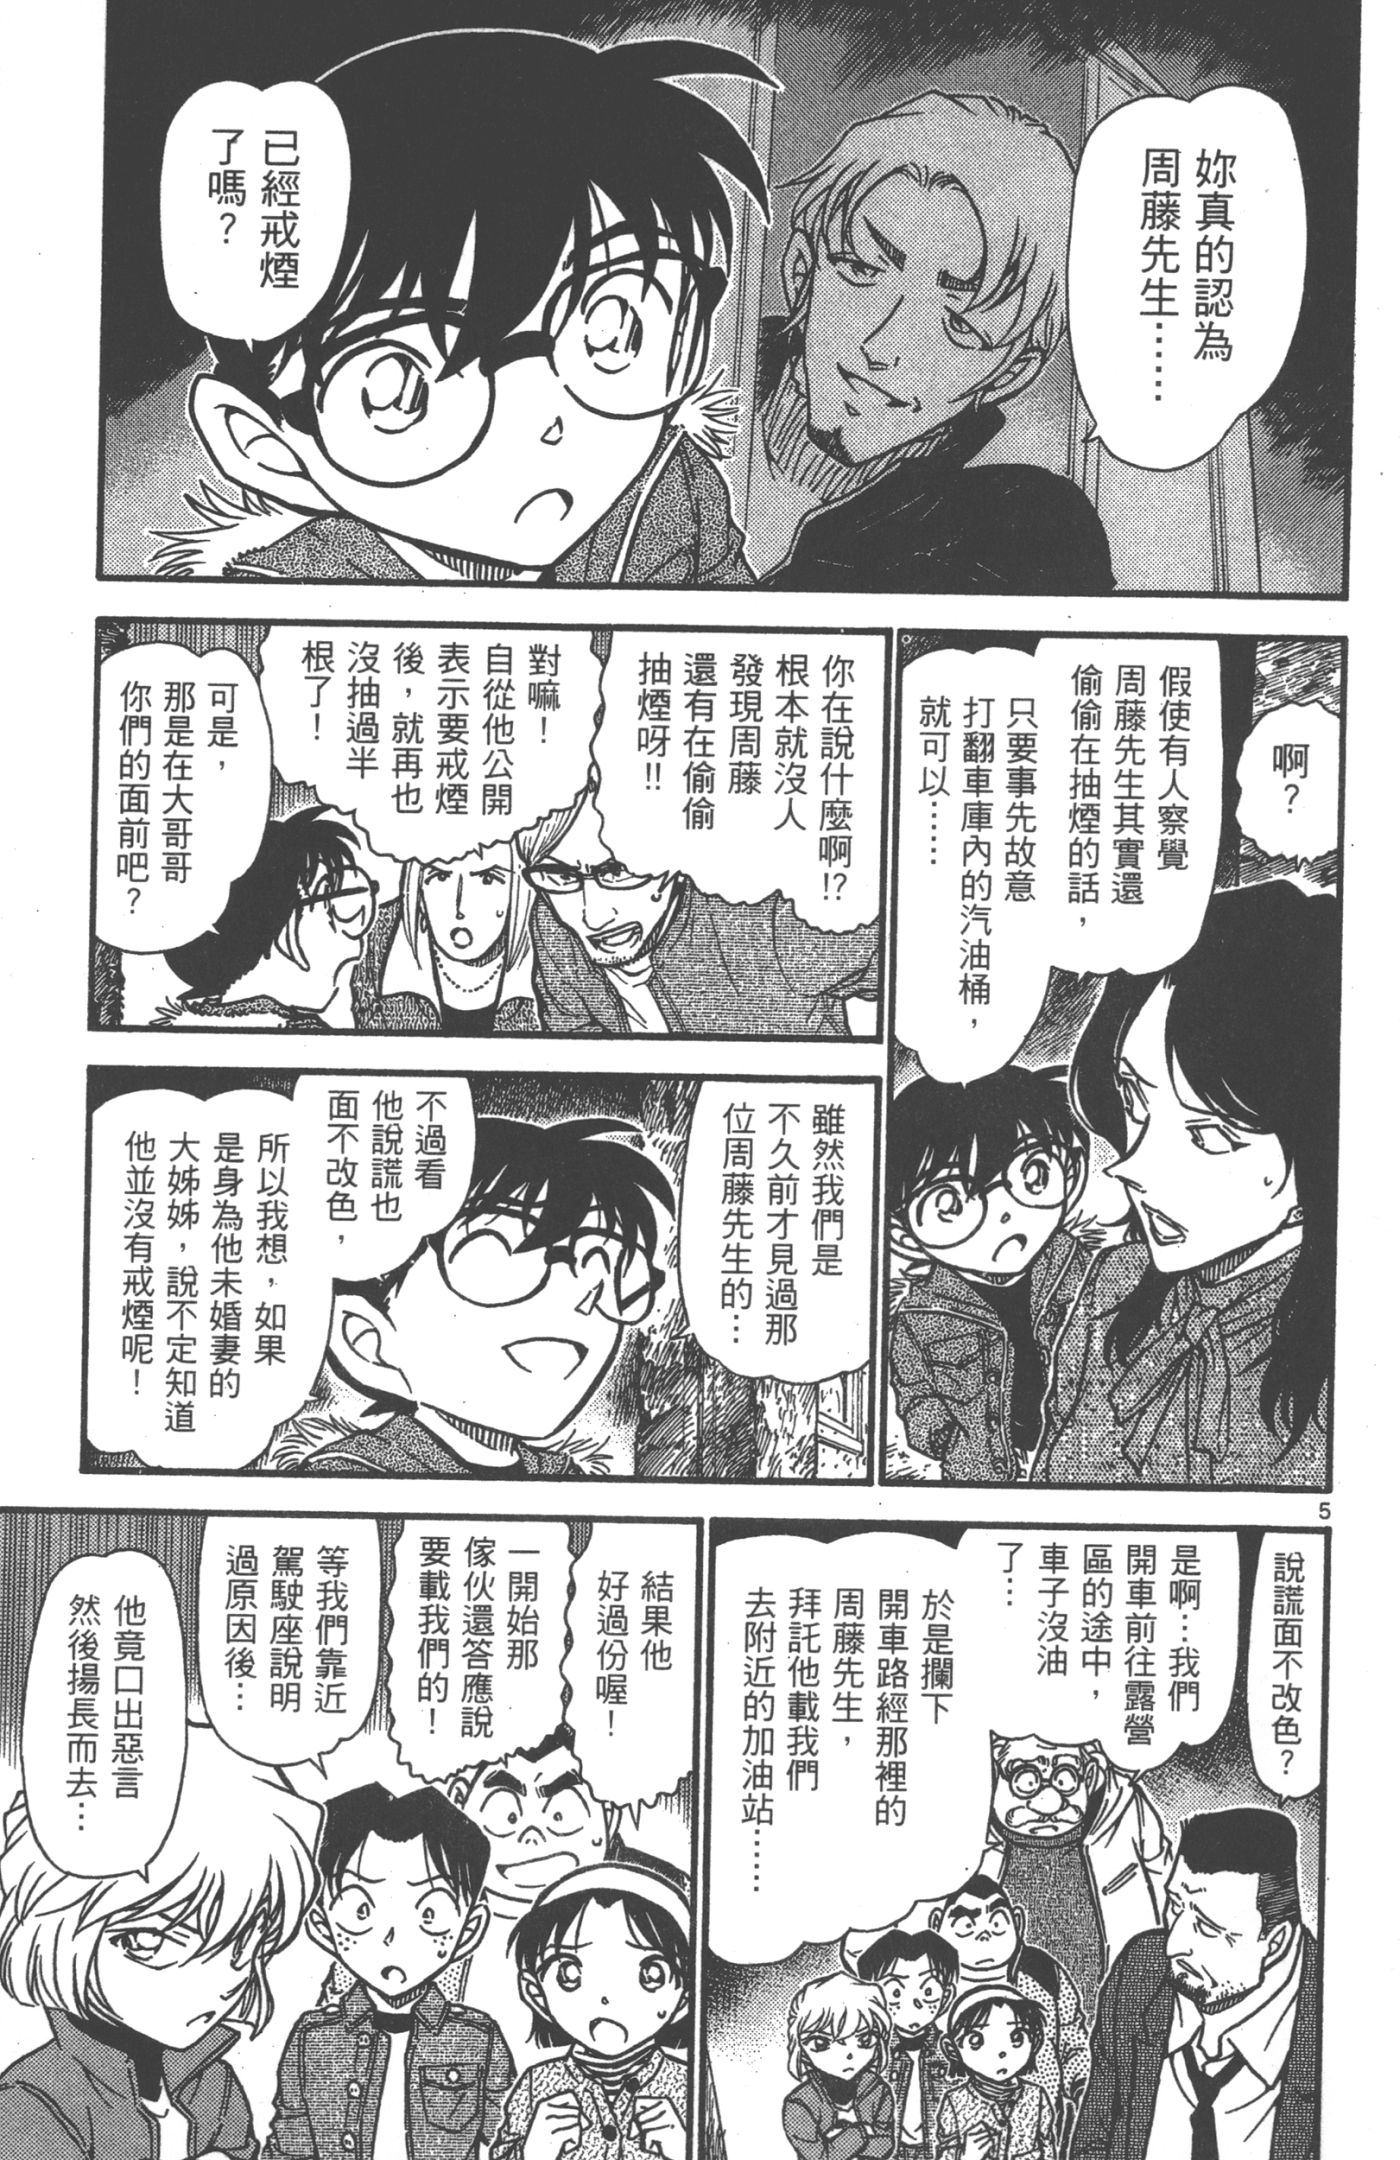 妳真的認為
周藤先生……
已經戒煙
了嗎？
啊？
假使有人察覺
周藤先生其實還
偷偷在抽煙的話，
只要事先故意
打翻車庫內的汽油桶，
就可以……
你在說什麼啊!?
根本就沒人
發現周藤
還有在偷偷
抽煙呀!!
對嘛！
自從他公開
表示要戒煙
後，就再也
沒抽過半
根了！
可是，
那是在大哥哥
你們的面前吧？
雖然我們是
不久前才見過那
位周藤先生的…
不過看
他說謊也
面不改色，
所以我想，如果
是身為他未婚妻的
大姊姊，說不定知道
他並沒有戒煙呢！
5
說謊面不改色？
是啊…我們
開車前往露營
區的途中，
車子沒油
了…
於是攔下
開車路經那裡的
周藤先生，
拜託他載我們
去附近的加油站……
結果他
好過份喔！
一開始那
傢伙還答應說
要載我們的！
等我們靠近
駕駛座說明
過原因後…
他竟口出惡言
然後揚長而去…